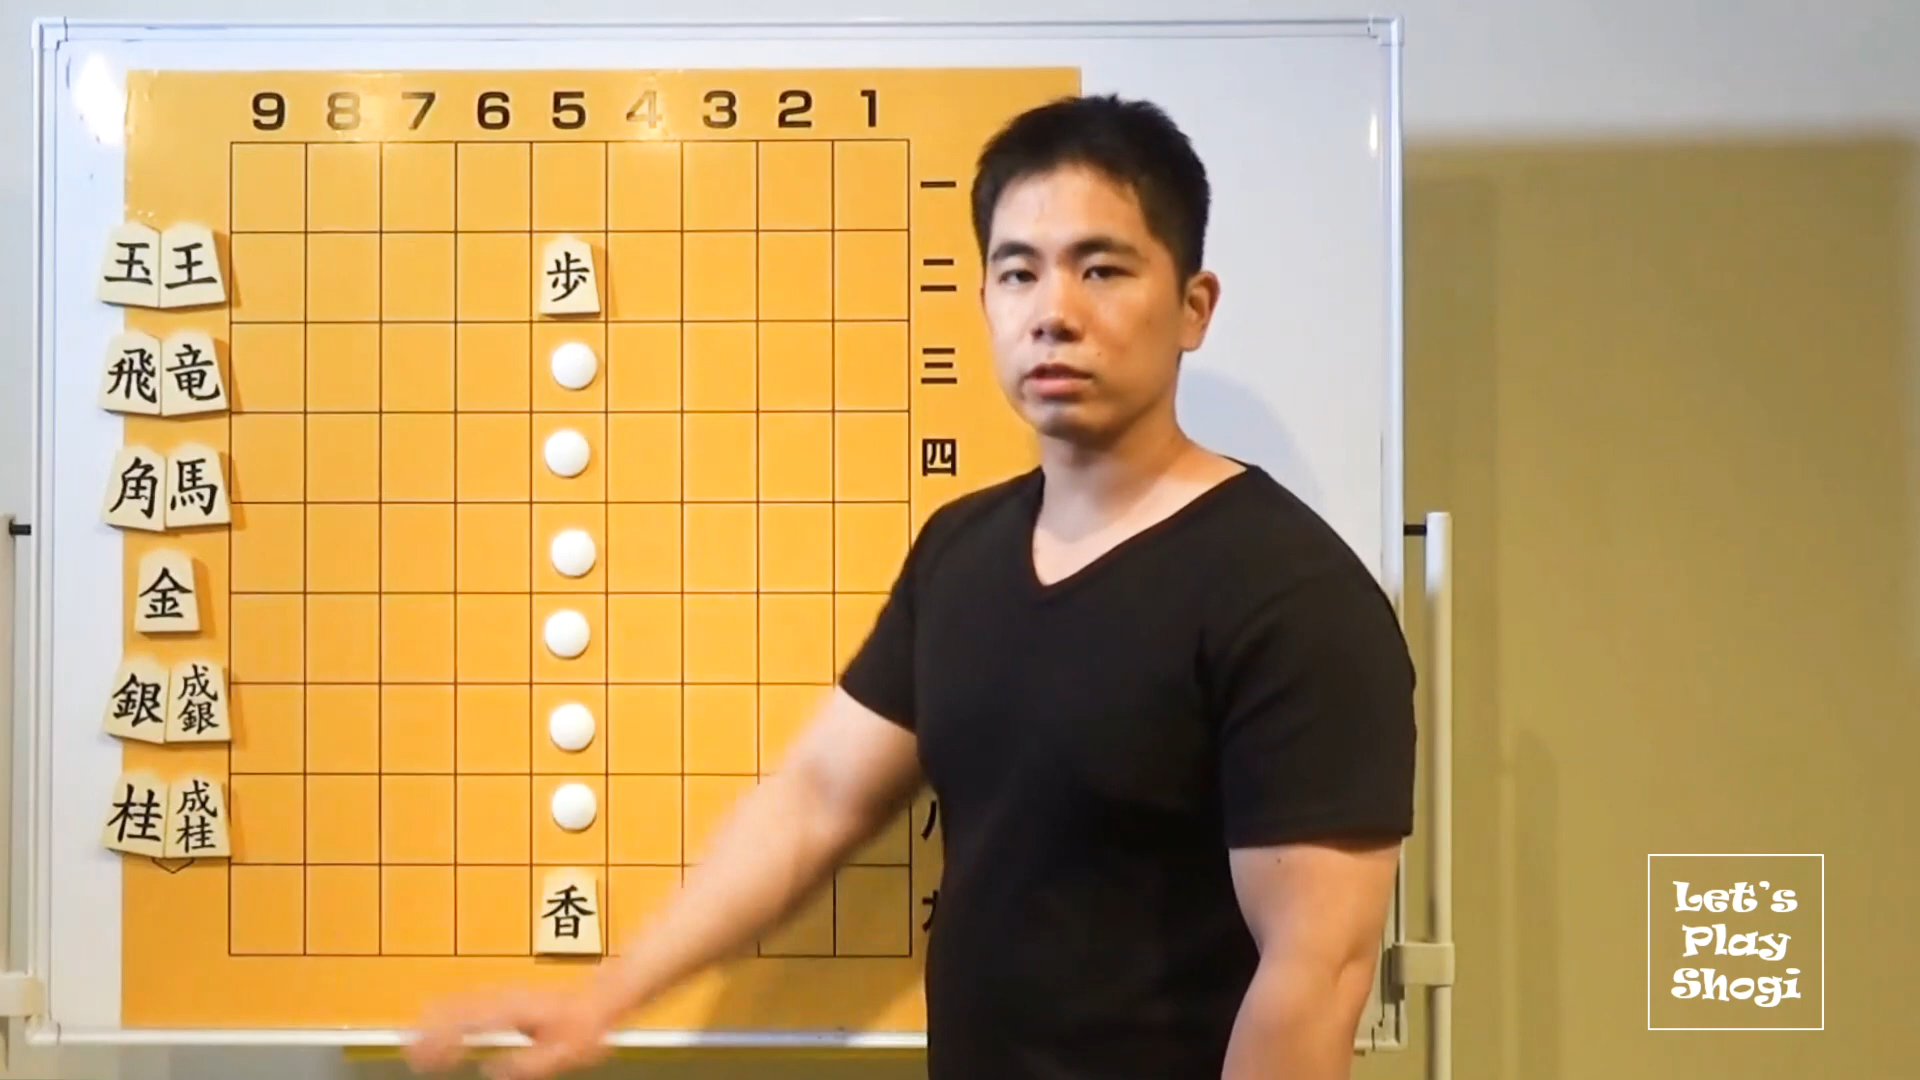 9 8 7 6 5 4 3 2 1
一
玉 王
歩
二
飛 竜
三
角 馬
四
金
銀 成銀
桂 成桂
香
Let's
Play
Shogi